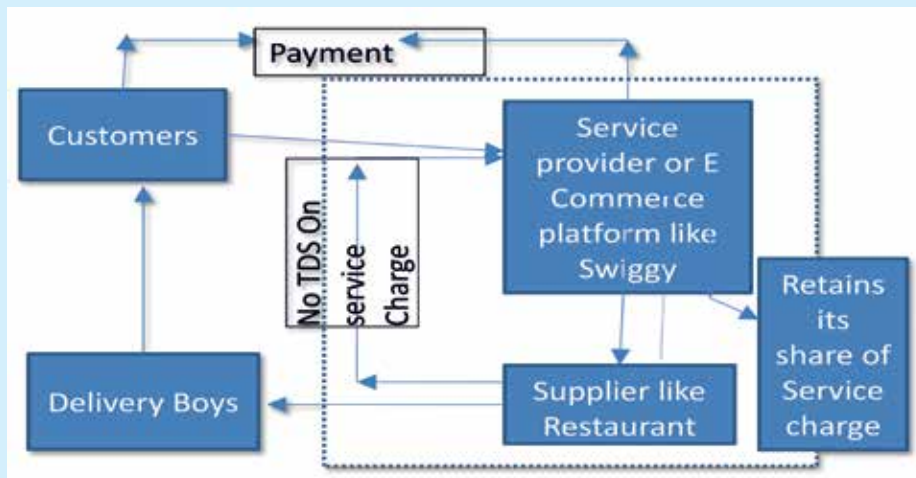 Payment
Customers
Service
provider or E
Commerce
platform like
Swiggy
No TDS On
service
Charge
Retains
its
share of
Service
charge
Delivery Boys
Supplier like
Restaurant